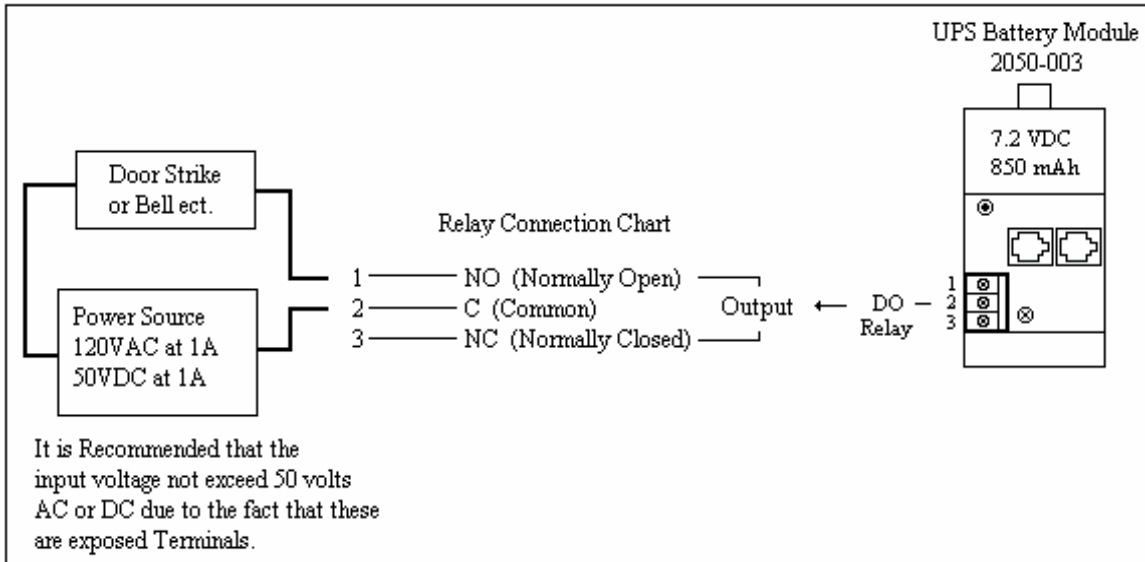 UPS Battery Module
2050-003
7.2 VDC
850 mAh
Door Strike
or Bell ect.
Relay Connection Chart
1 NO (Normally Open)
2 C (Common)
3 NC (Normally Closed)
Output
DO
Relay
1
2
3
Power Source
120VAC at 1A
50VDC at 1A
It is Recommended that the
input voltage not exceed 50 volts
AC or DC due to the fact that these
are exposed Terminals.